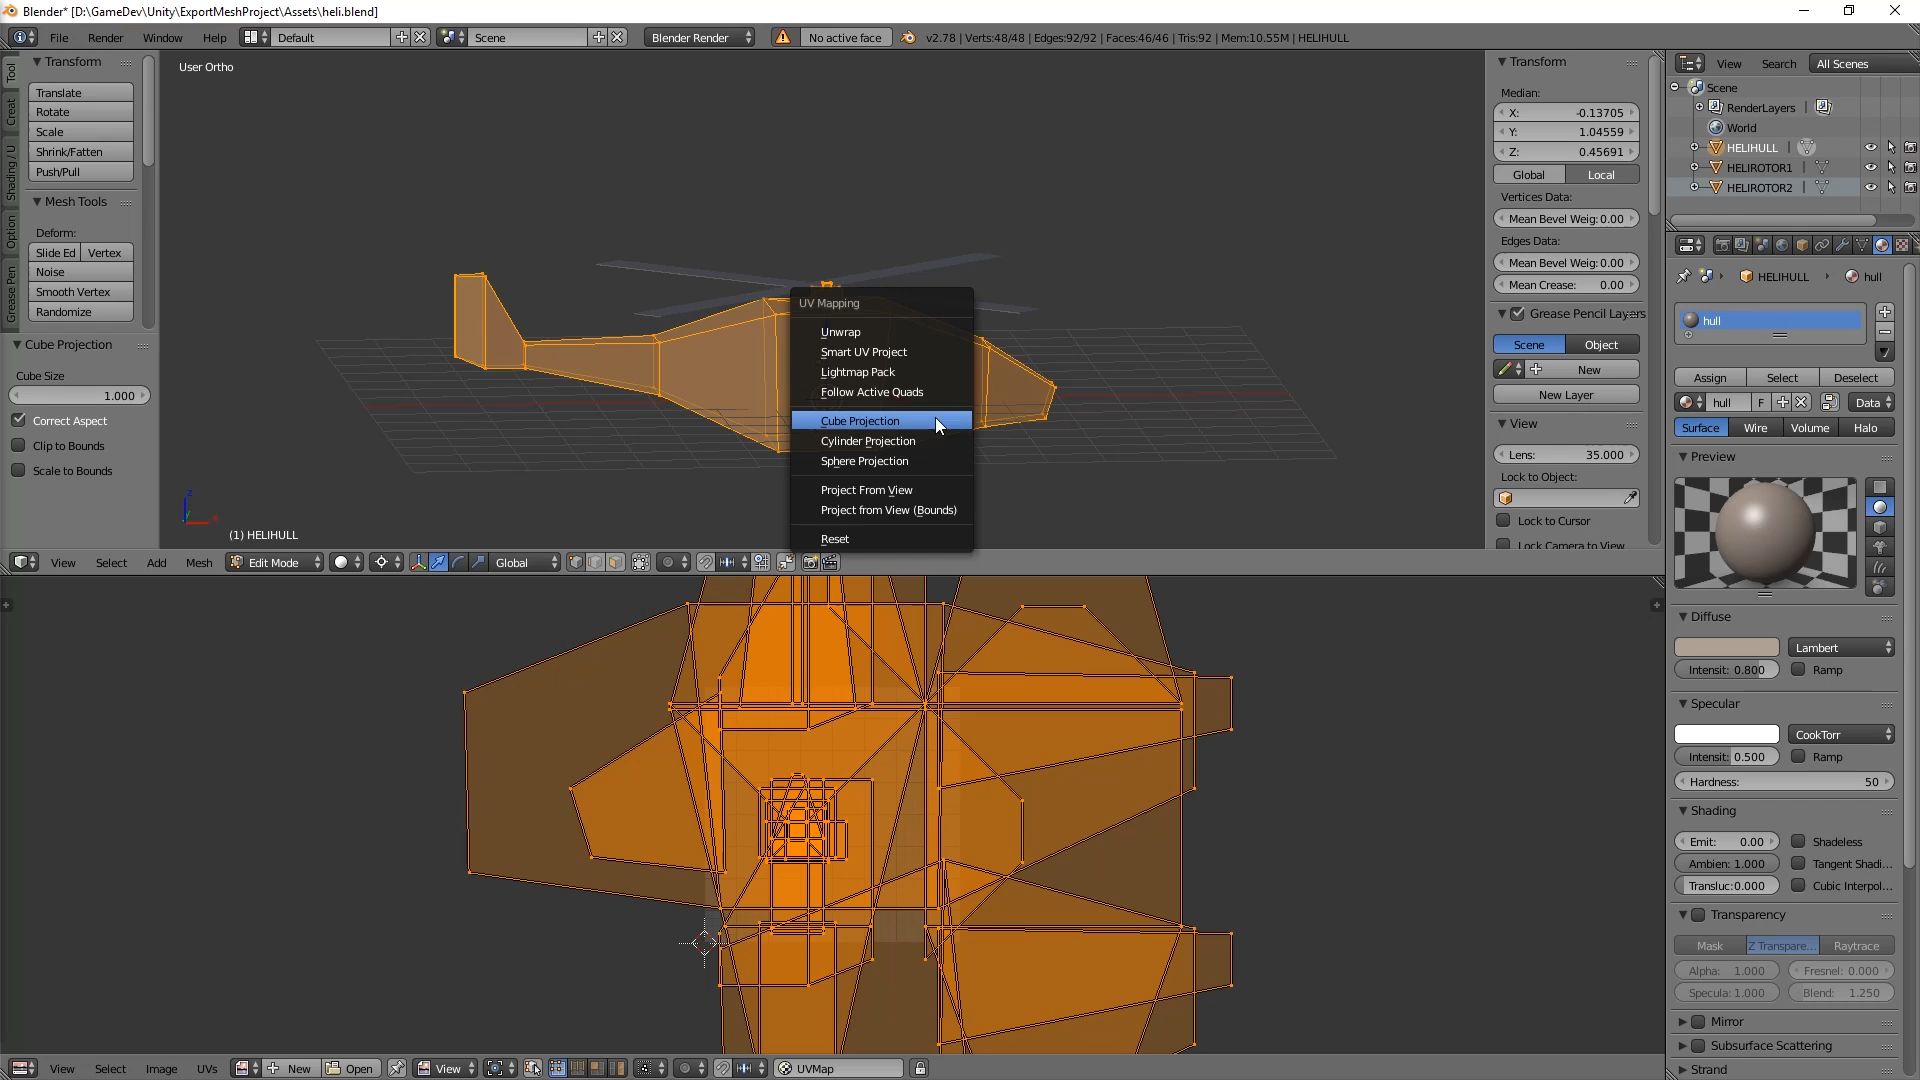 Blender* [D:\GameDev\Unity\ExportMeshProject\Assets\heli.blend]
File Render Window Help Default Scene Blender Render No active face v2.78 | Verts:48/48 | Edges:92/92 | Faces:46/46 | Tris:92 | Mem:10.55M | HELIHULL
Tool
Creat
Shading / U
Option
Grease Pen
Transform
Translate
Rotate
Scale
Shrink/Fatten
Push/Pull
Mesh Tools
Deform:
Slide Ed Vertex
Noise
Smooth Vertex
Randomize
Cube Projection
Cube Size
1.000
Correct Aspect
Clip to Bounds
Scale to Bounds
User Ortho
z
x
(1) HELIHULL
UV Mapping
Unwrap
Smart UV Project
Lightmap Pack
Follow Active Quads
Cube Projection
Cylinder Projection
Sphere Projection
Project From View
Project from View (Bounds)
Reset
View Select Add Mesh Edit Mode Global
Transform
Median:
X: -0.13705
Y: 1.04559
Z: 0.45691
Global Local
Vertices Data:
Mean Bevel Weig: 0.00
Edges Data:
Mean Bevel Weig: 0.00
Mean Crease: 0.00
Grease Pencil Layers
Scene Object
New
New Layer
View
Lens: 35.000
Lock to Object:
Lock to Cursor
Lock Camera to View
View Search All Scenes
Scene
RenderLayers |
World
HELIHULL |
HELIROTOR1 |
HELIROTOR2 |
HELIHULL hull
hull
Assign Select Deselect
hull F Data
Surface Wire Volume Halo
Preview
Diffuse
Lambert
Intensit: 0.800 Ramp
Specular
CookTorr
Intensit: 0.500 Ramp
Hardness: 50
Shading
Emit: 0.00 Shadeless
Ambien: 1.000 Tangent Shadi...
Transluc:0.000 Cubic Interpol...
Transparency
Mask Z Transpare... Raytrace
Alpha: 1.000 Fresnel: 0.000
Specula: 1.000 Blend: 1.250
Mirror
Subsurface Scattering
Strand
View Select Image UVs New Open View UVMap